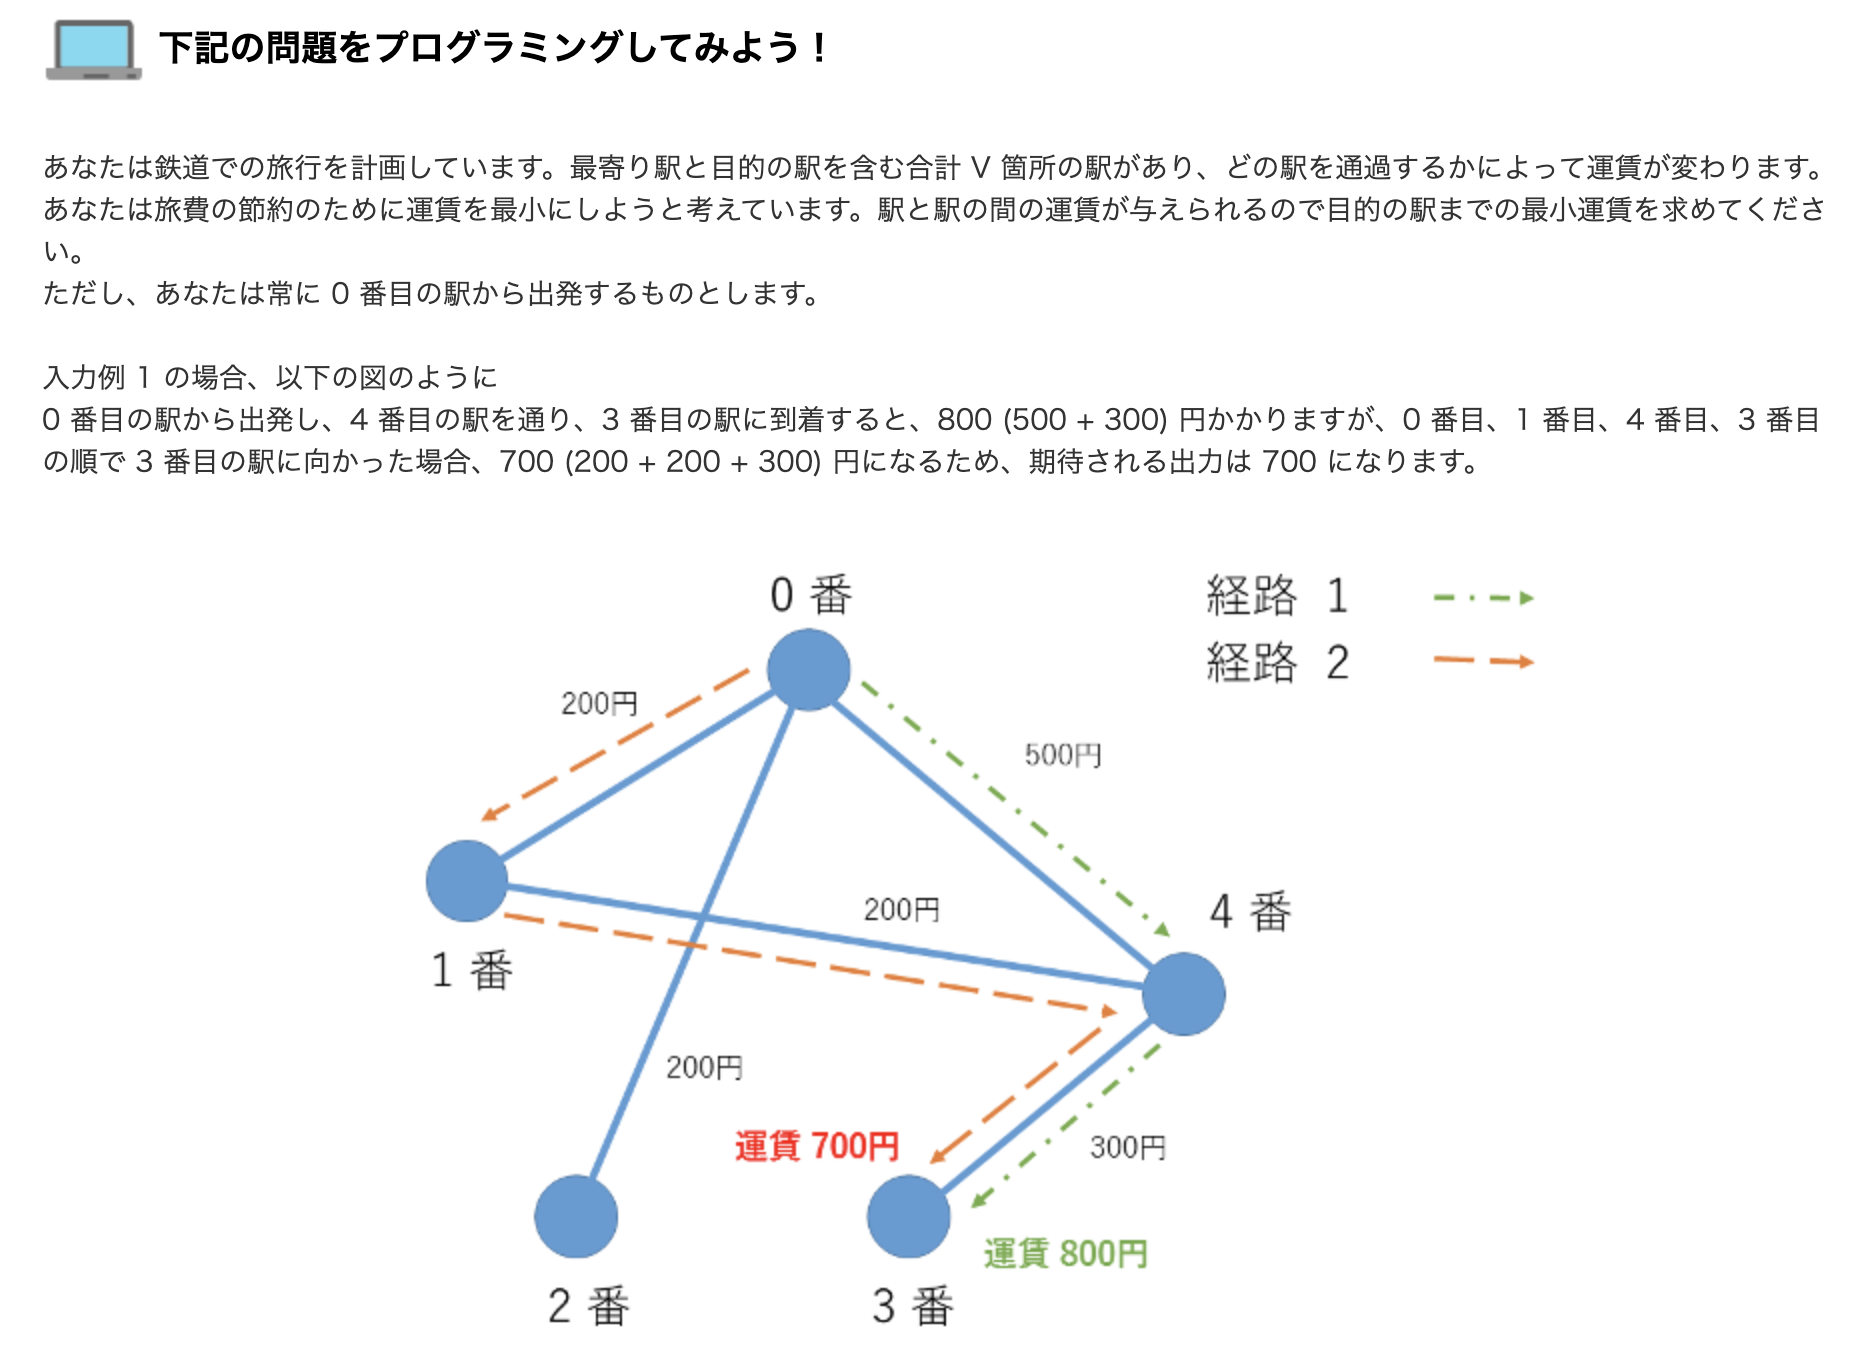 下記の問題をプログラミングしてみよう！
あなたは鉄道での旅行を計画しています。最寄り駅と目的の駅を含む合計 V 箇所の駅があり、どの駅を通過するかによって運賃が変わります。
あなたは旅費の節約のために運賃を最小にしようと考えています。駅と駅の間の運賃が与えられるので目的の駅までの最小運賃を求めてくださ
い。
ただし、あなたは常に 0 番目の駅から出発するものとします。
入力例 1 の場合、以下の図のように
0 番目の駅から出発し、4 番目の駅を通り、3 番目の駅に到着すると、800 (500 + 300) 円かかりますが、0 番目、1 番目、4 番目、3 番目
の順で 3 番目の駅に向かった場合、700 (200 + 200 + 300) 円になるため、期待される出力は 700 になります。
0 番
経路 1
経路 2
200円
500円
200円
4 番
1 番
200円
運賃 700円
300円
運賃 800円
2 番
3 番